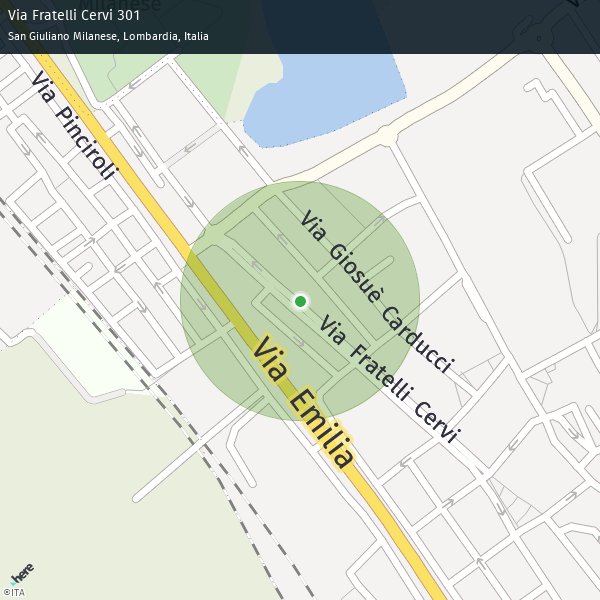 Via Fratelli Cervi 301
San Giuliano Milanese, Lombardia, Italia
Milanese
Via Pinciroli
Via Giosuè Carducci
Via Fratelli Cervi
Via Emilia
here
©ITA